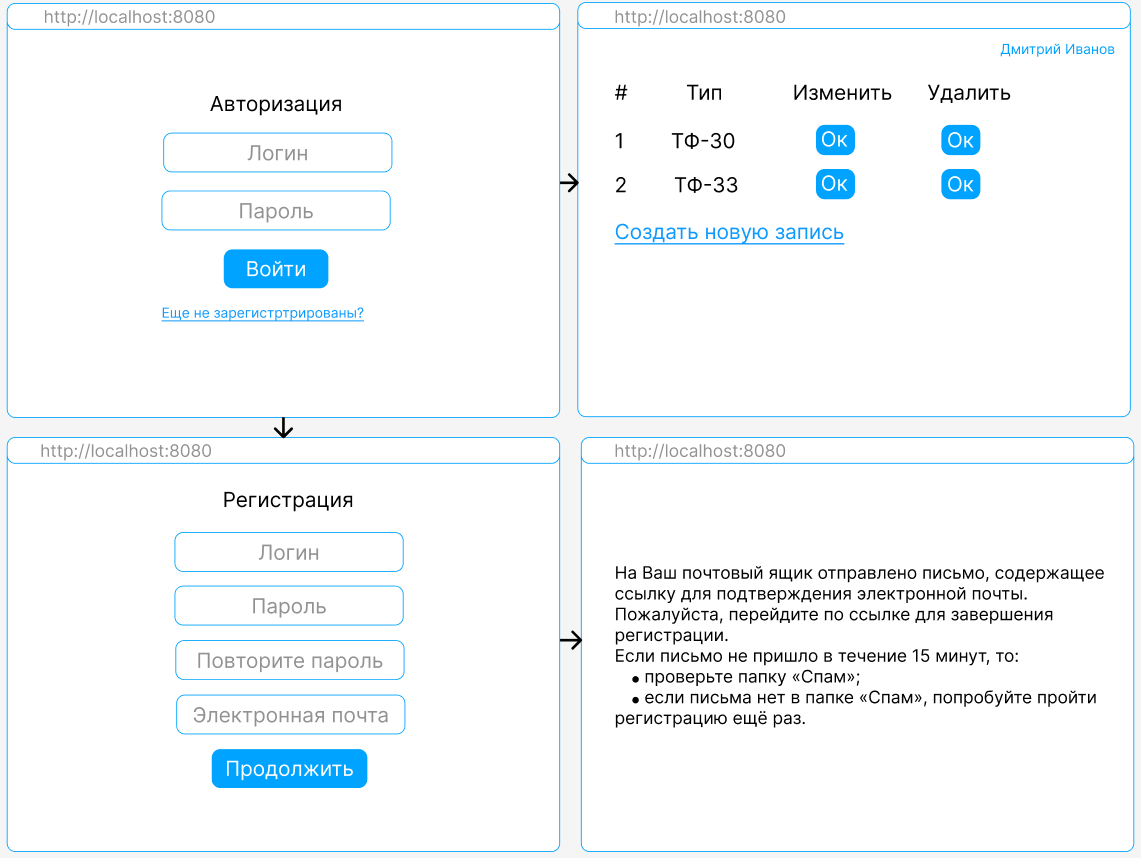 http://localhost:8080
Авторизация
Логин
Пароль
Войти
Еще не зарегистртрированы?
http://localhost:8080
Дмитрий Иванов
# Тип Изменить Удалить
1 ТФ-30 Ок Ок
2 ТФ-33 Ок Ок
Создать новую запись
http://localhost:8080
Регистрация
Логин
Пароль
Повторите пароль
Электронная почта
Продолжить
http://localhost:8080
На Ваш почтовый ящик отправлено письмо, содержащее
ссылку для подтверждения электронной почты.
Пожалуйста, перейдите по ссылке для завершения
регистрации.
Если письмо не пришло в течение 15 минут, то:
• проверьте папку «Спам»;
• если письма нет в папке «Спам», попробуйте пройти
регистрацию ещё раз.